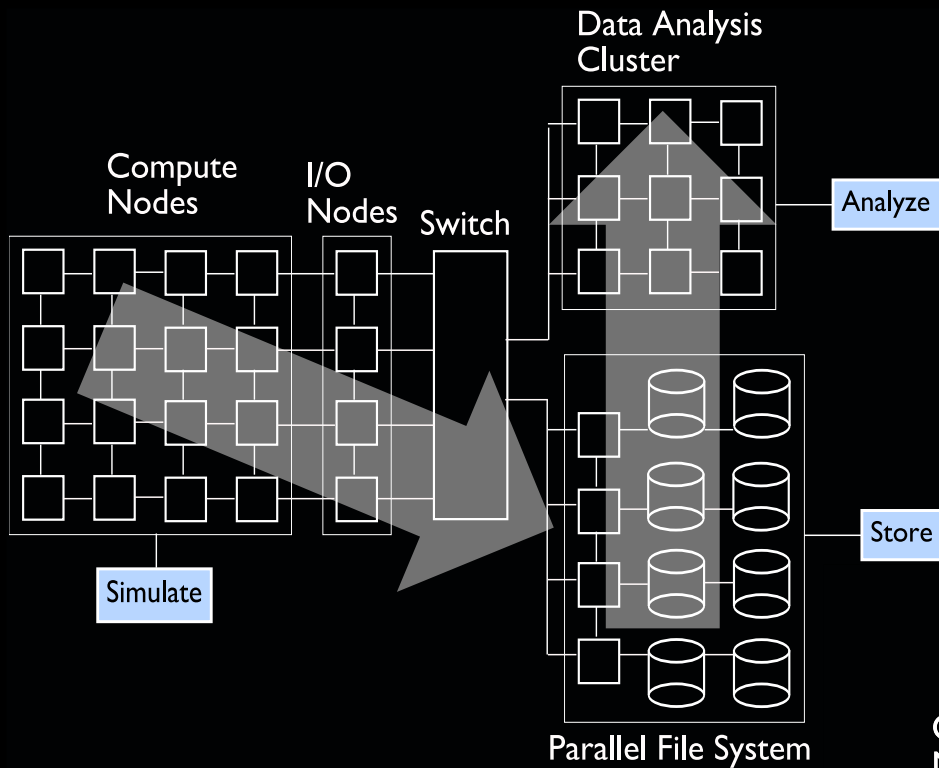 Data Analysis
Cluster
Compute
Nodes
I/O
Nodes
Switch
Analyze
Store
Simulate
Parallel File System